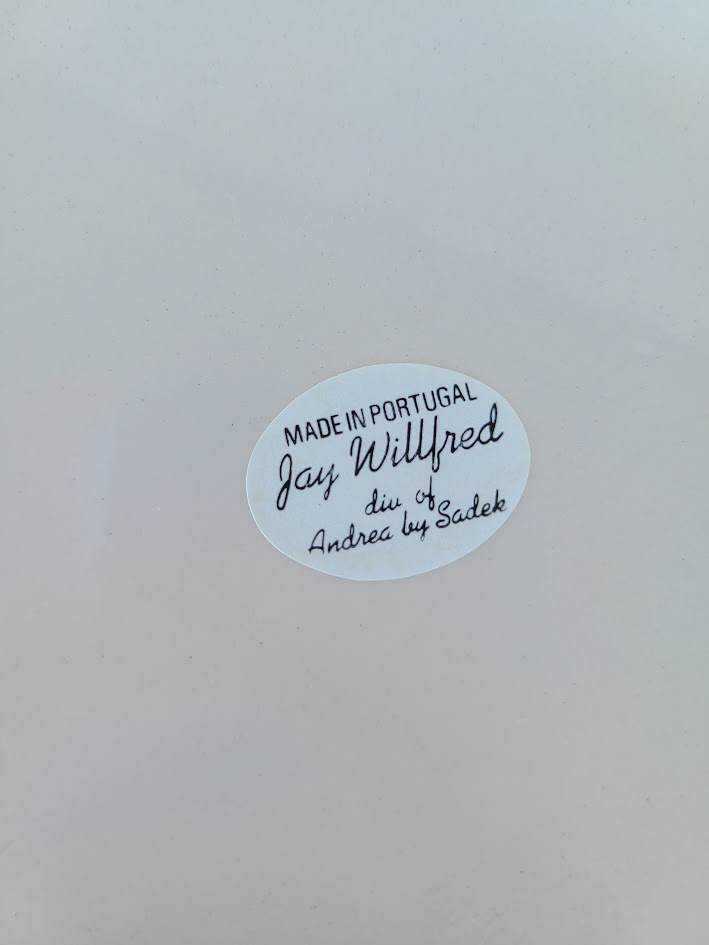 MADE IN PORTUGAL
Jay Willfred
div of
Andrea by Sadek